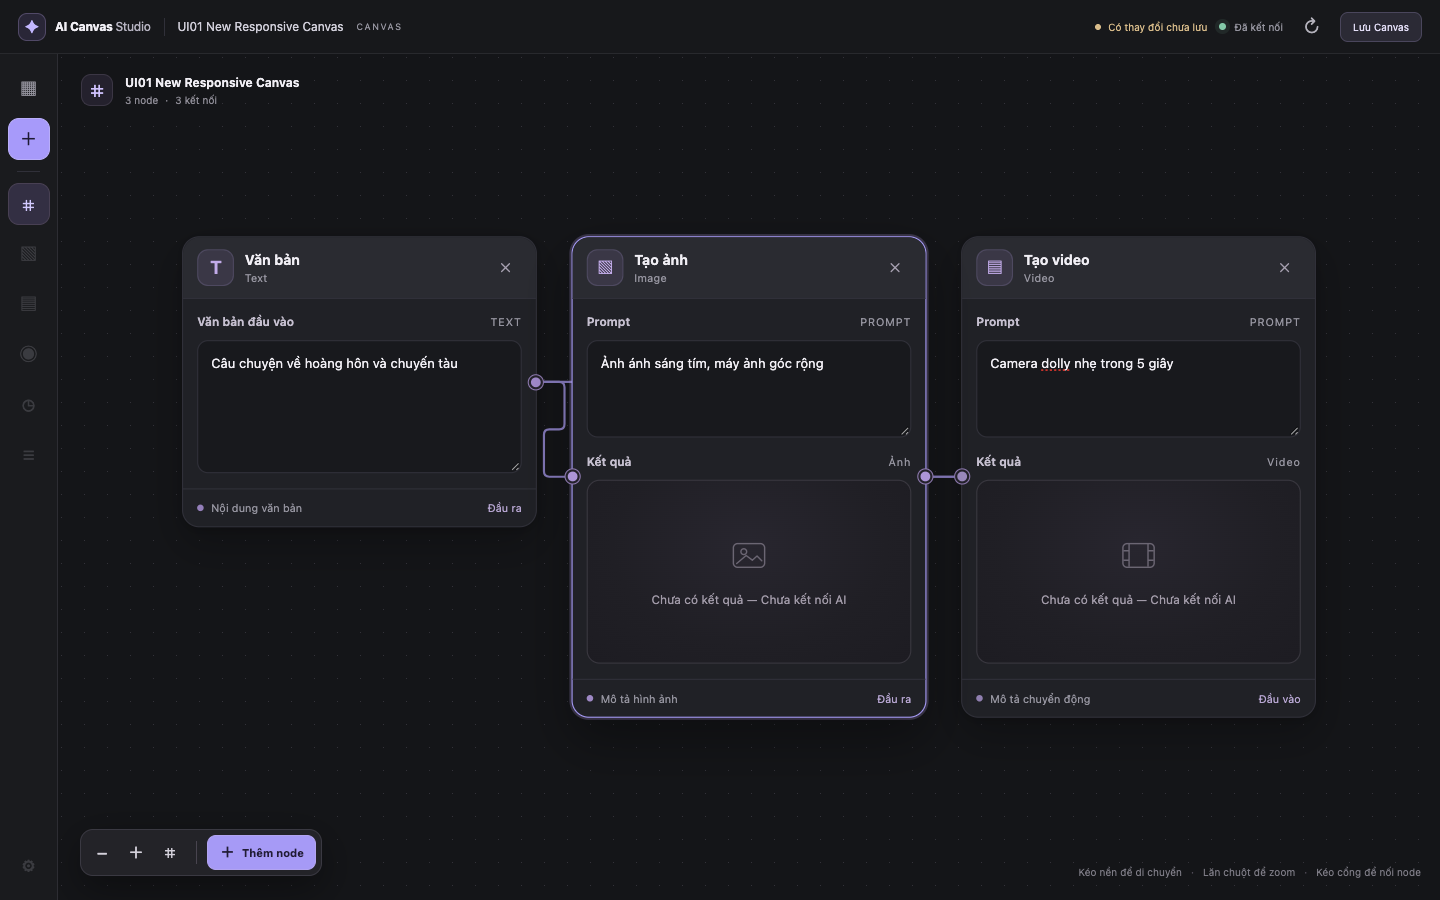 AI Canvas Studio
UI01 New Responsive Canvas CANVAS
Có thay đổi chưa lưu
Đã kết nối
Lưu Canvas
UI01 New Responsive Canvas
3 node · 3 kết nối
T
Văn bản
Text
Văn bản đầu vào TEXT
Câu chuyện về hoàng hôn và chuyến tàu
Nội dung văn bản Đầu ra
Tạo ảnh
Image
Prompt PROMPT
Ảnh ánh sáng tím, máy ảnh góc rộng
Kết quả Ảnh
Chưa có kết quả — Chưa kết nối AI
Mô tả hình ảnh Đầu ra
Tạo video
Video
Prompt PROMPT
Camera dolly nhẹ trong 5 giây
Kết quả Video
Chưa có kết quả — Chưa kết nối AI
Mô tả chuyển động Đầu vào
Thêm node
Kéo nền để di chuyển · Lăn chuột để zoom · Kéo cổng để nối node